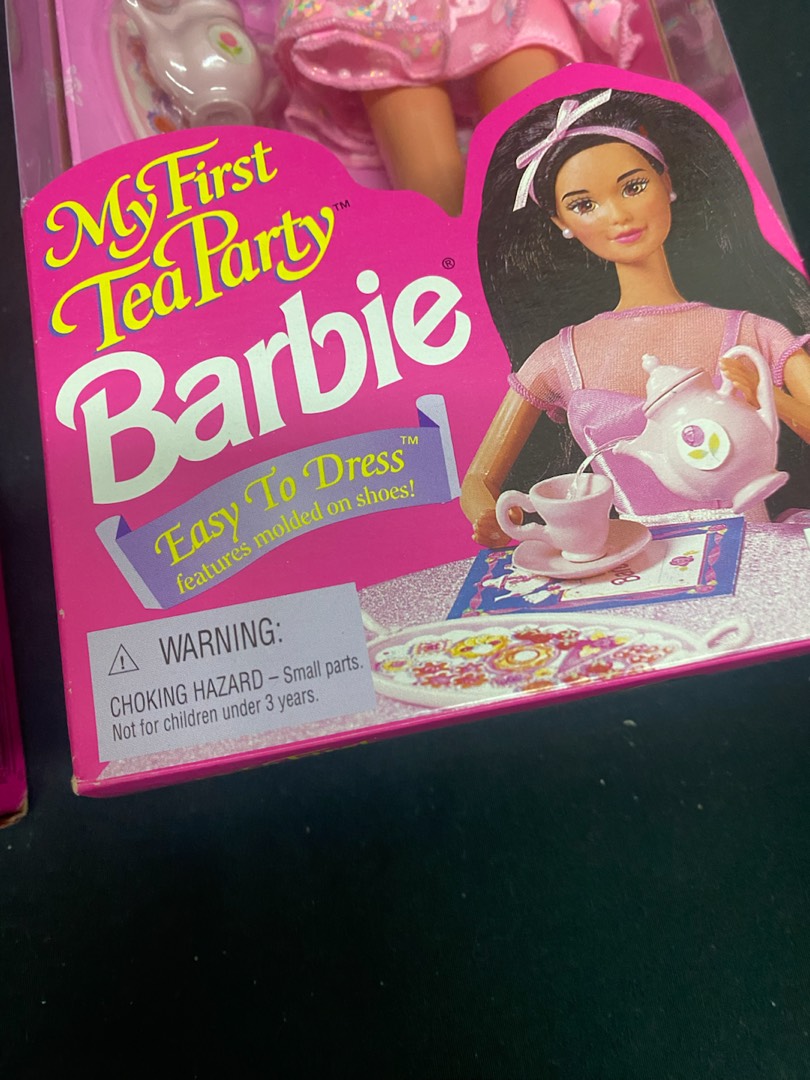 My First
Tea Party™
Barbie®
Easy To Dress™
features molded on shoes!
WARNING:
CHOKING HAZARD – Small parts.
Not for children under 3 years.